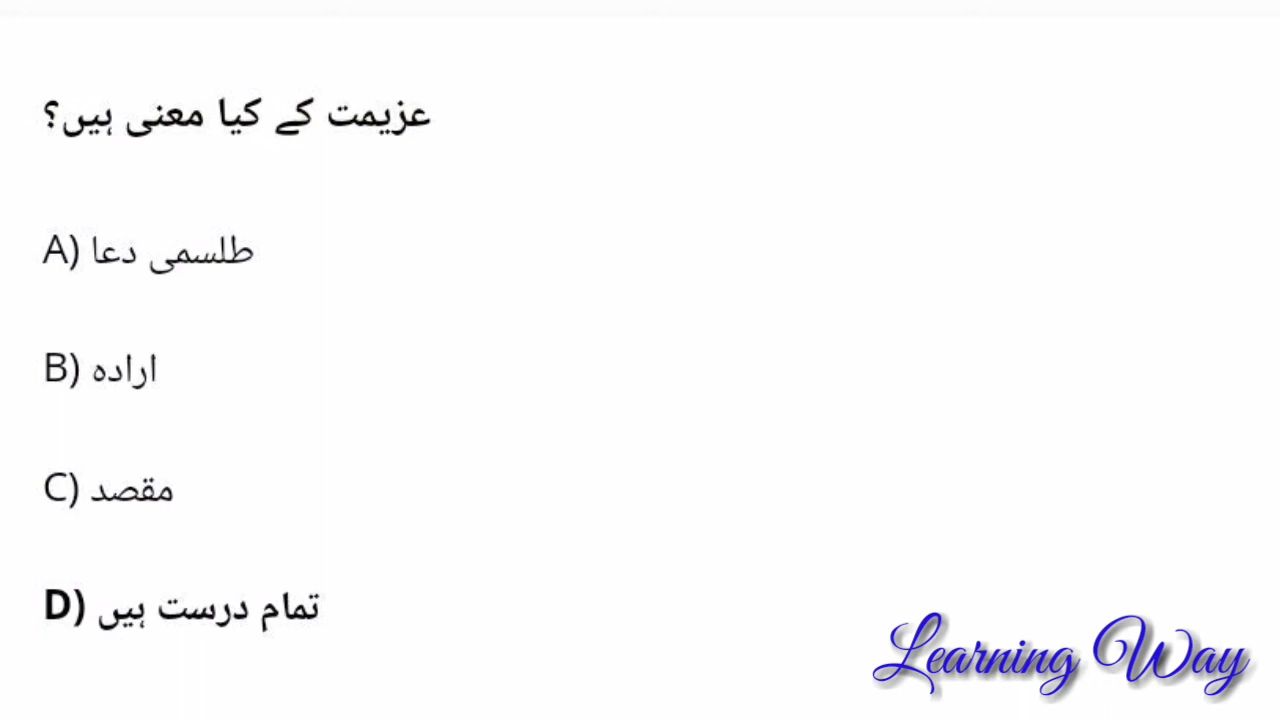 عزیمت کے کیا معنی ہیں؟
A) طلسمی دعا
B) ارادہ
C) مقصد
D) تمام درست ہیں
Learning Way